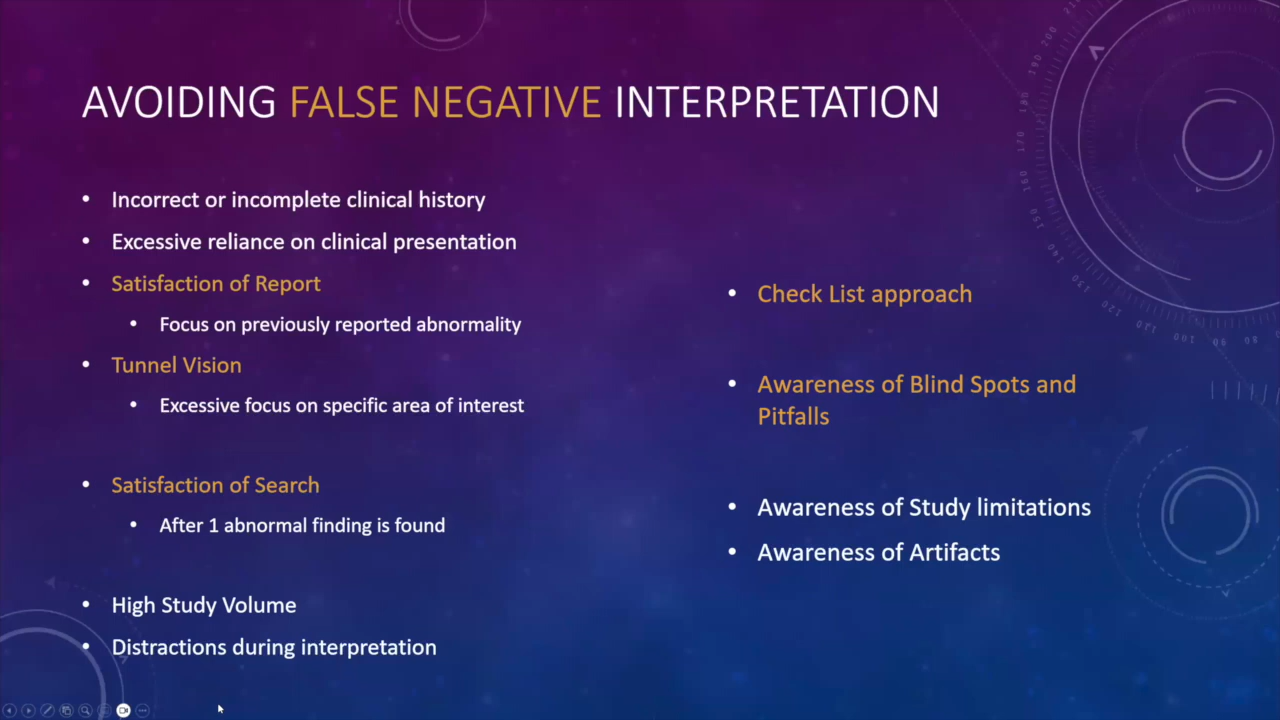 AVOIDING FALSE NEGATIVE INTERPRETATION
• Incorrect or incomplete clinical history
• Excessive reliance on clinical presentation
• Satisfaction of Report
• Focus on previously reported abnormality
• Tunnel Vision
• Excessive focus on specific area of interest
• Satisfaction of Search
• After 1 abnormal finding is found
• High Study Volume
• Distractions during interpretation
• Check List approach
• Awareness of Blind Spots and
Pitfalls
• Awareness of Study limitations
• Awareness of Artifacts